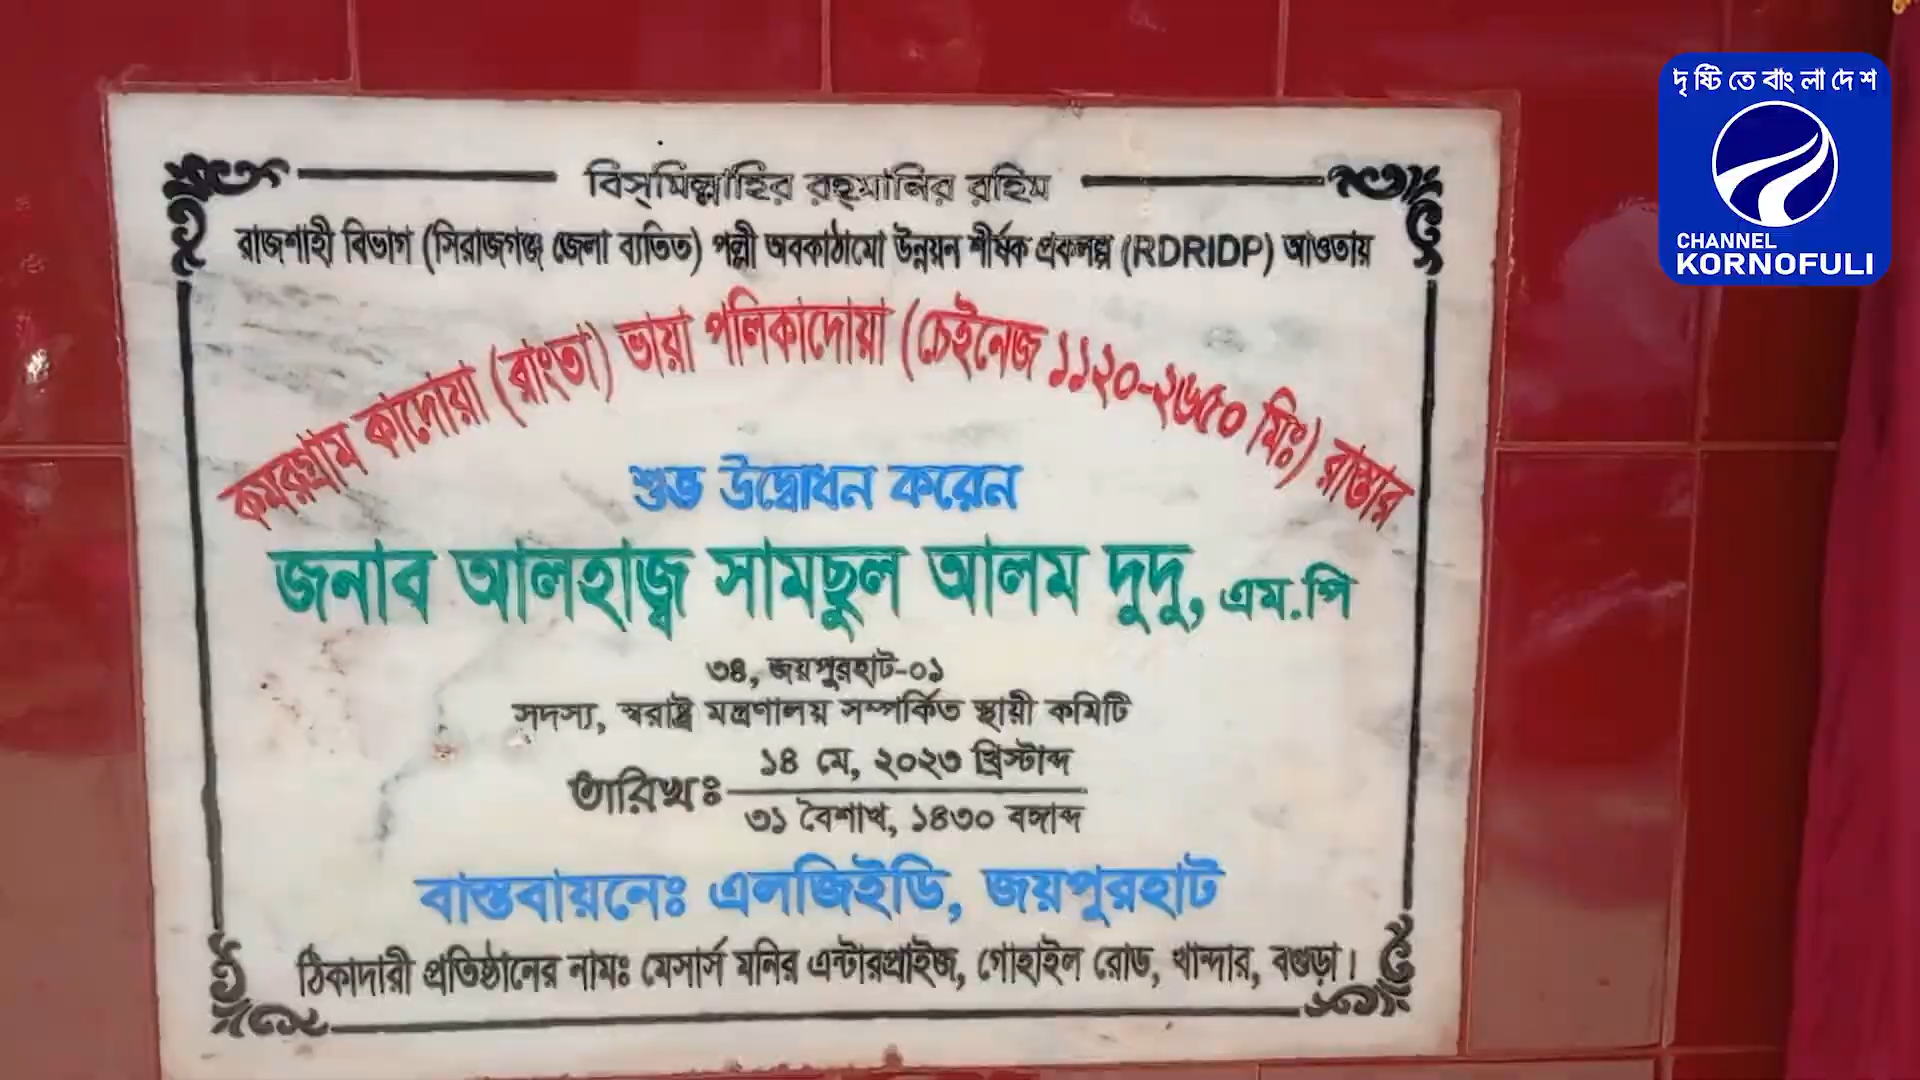 বিস্‌মিল্লাহির রহ্‌মানির রহিম
রাজশাহী বিভাগ (সিরাজগঞ্জ জেলা ব্যতিত) পল্লী অবকাঠামো উন্নয়ন শীর্ষক প্রকল্প (RDRIDP) আওতায়
কমরগ্রাম কাদোয়া (রাংতা) ভায়া পলিকাদোয়া (চেইনেজ ১১২০-২৬৫০ মিঃ) রাস্তার
শুভ উদ্বোধন করেন
জনাব আলহাজ্ব সামছুল আলম দুদু, এম.পি
৩৪, জয়পুরহাট-০১
সদস্য, স্বরাষ্ট্র মন্ত্রণালয় সম্পর্কিত স্থায়ী কমিটি
তারিখঃ ১৪ মে, ২০২৩ খ্রিস্টাব্দ
৩১ বৈশাখ, ১৪৩০ বঙ্গাব্দ
বাস্তবায়নেঃ এলজিইডি, জয়পুরহাট
ঠিকাদারী প্রতিষ্ঠানের নামঃ মেসার্স মনির এন্টারপ্রাইজ, গোহাইল রোড, খান্দার, বগুড়া।
দৃষ্টিতে বাংলাদেশ
CHANNEL
KORNOFULI